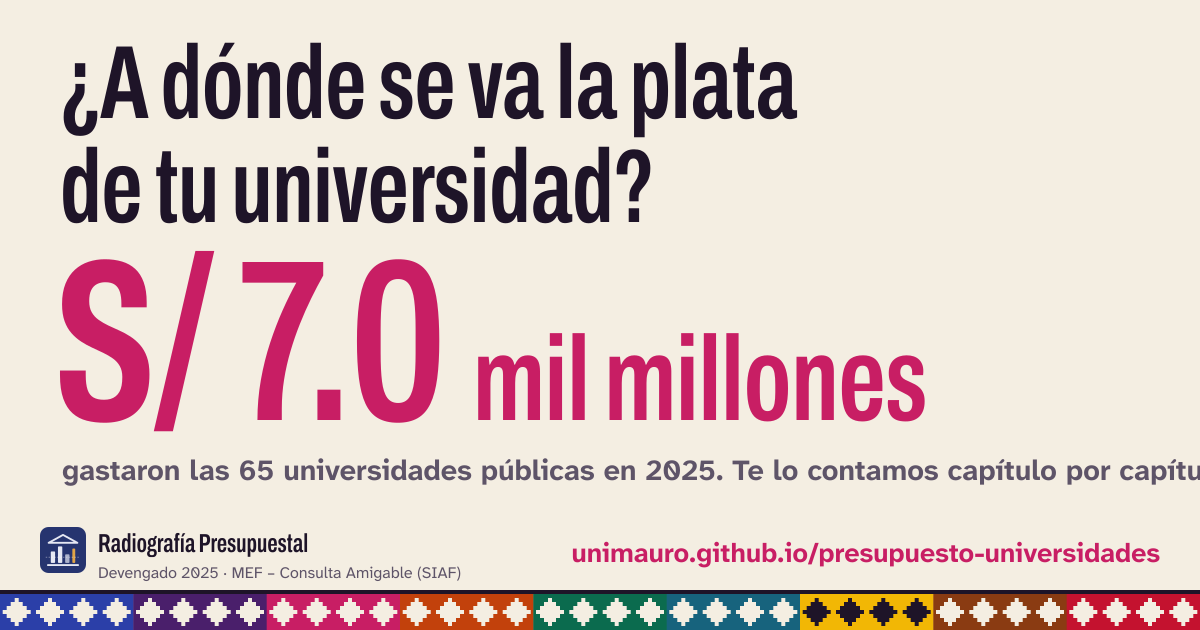 ¿A dónde se va la plata
de tu universidad?
S/ 7.0 mil millones
gastaron las 65 universidades públicas en 2025. Te lo contamos capítulo por capítu
Radiografía Presupuestal
Devengado 2025 · MEF – Consulta Amigable (SIAF)
unimauro.github.io/presupuesto-universidades